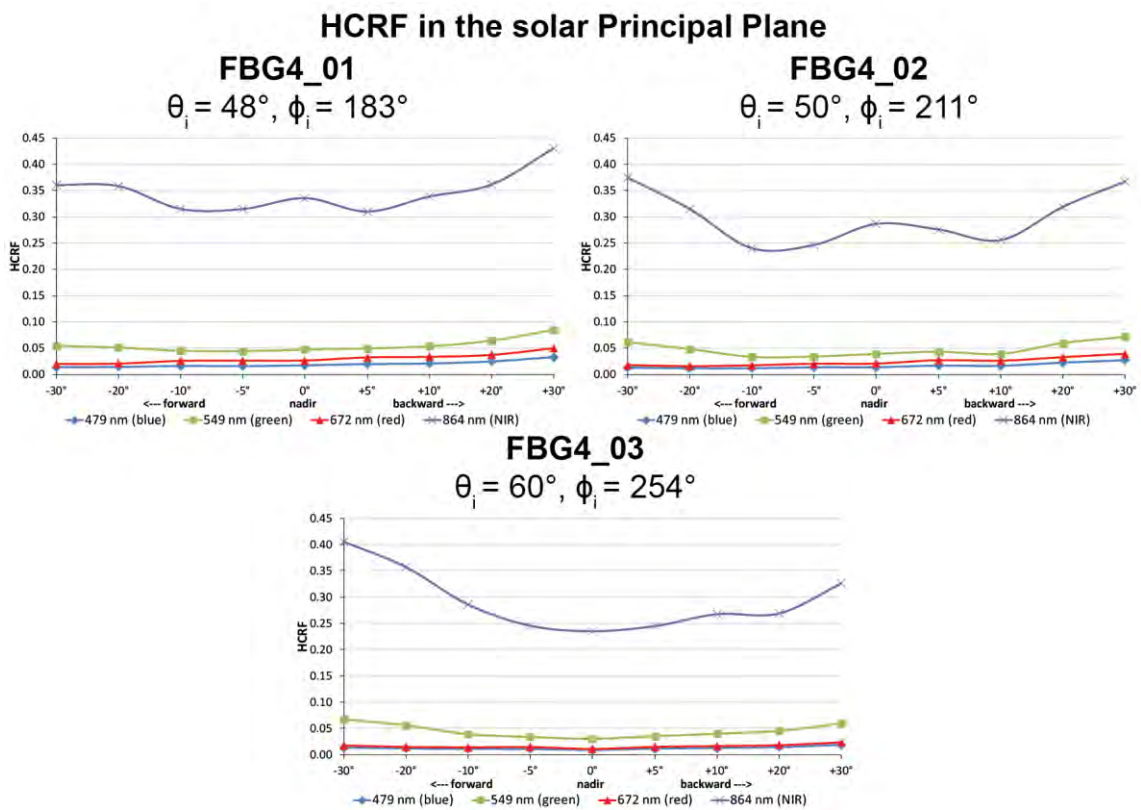 HCRF in the solar Principal Plane
FBG4_01
θi = 48°, ϕi = 183°
0.45
0.40
0.35
0.30
0.25
0.20
0.15
0.10
0.05
0.00
HCRF
-30° -20° -10° -5° 0° +5° +10° +20° +30°
<--- forward nadir backward --->
479 nm (blue) 549 nm (green) 672 nm (red) 864 nm (NIR)
FBG4_02
θi = 50°, ϕi = 211°
0.45
0.40
0.35
0.30
0.25
0.20
0.15
0.10
0.05
0.00
HCRF
-30° -20° -10° -5° 0° +5° +10° +20° +30°
<--- forward nadir backward --->
479 nm (blue) 549 nm (green) 672 nm (red) 864 nm (NIR)
FBG4_03
θi = 60°, ϕi = 254°
0.45
0.40
0.35
0.30
0.25
0.20
0.15
0.10
0.05
0.00
HCRF
-30° -20° -10° -5° 0° +5° +10° +20° +30°
<--- forward nadir backward --->
479 nm (blue) 549 nm (green) 672 nm (red) 864 nm (NIR)